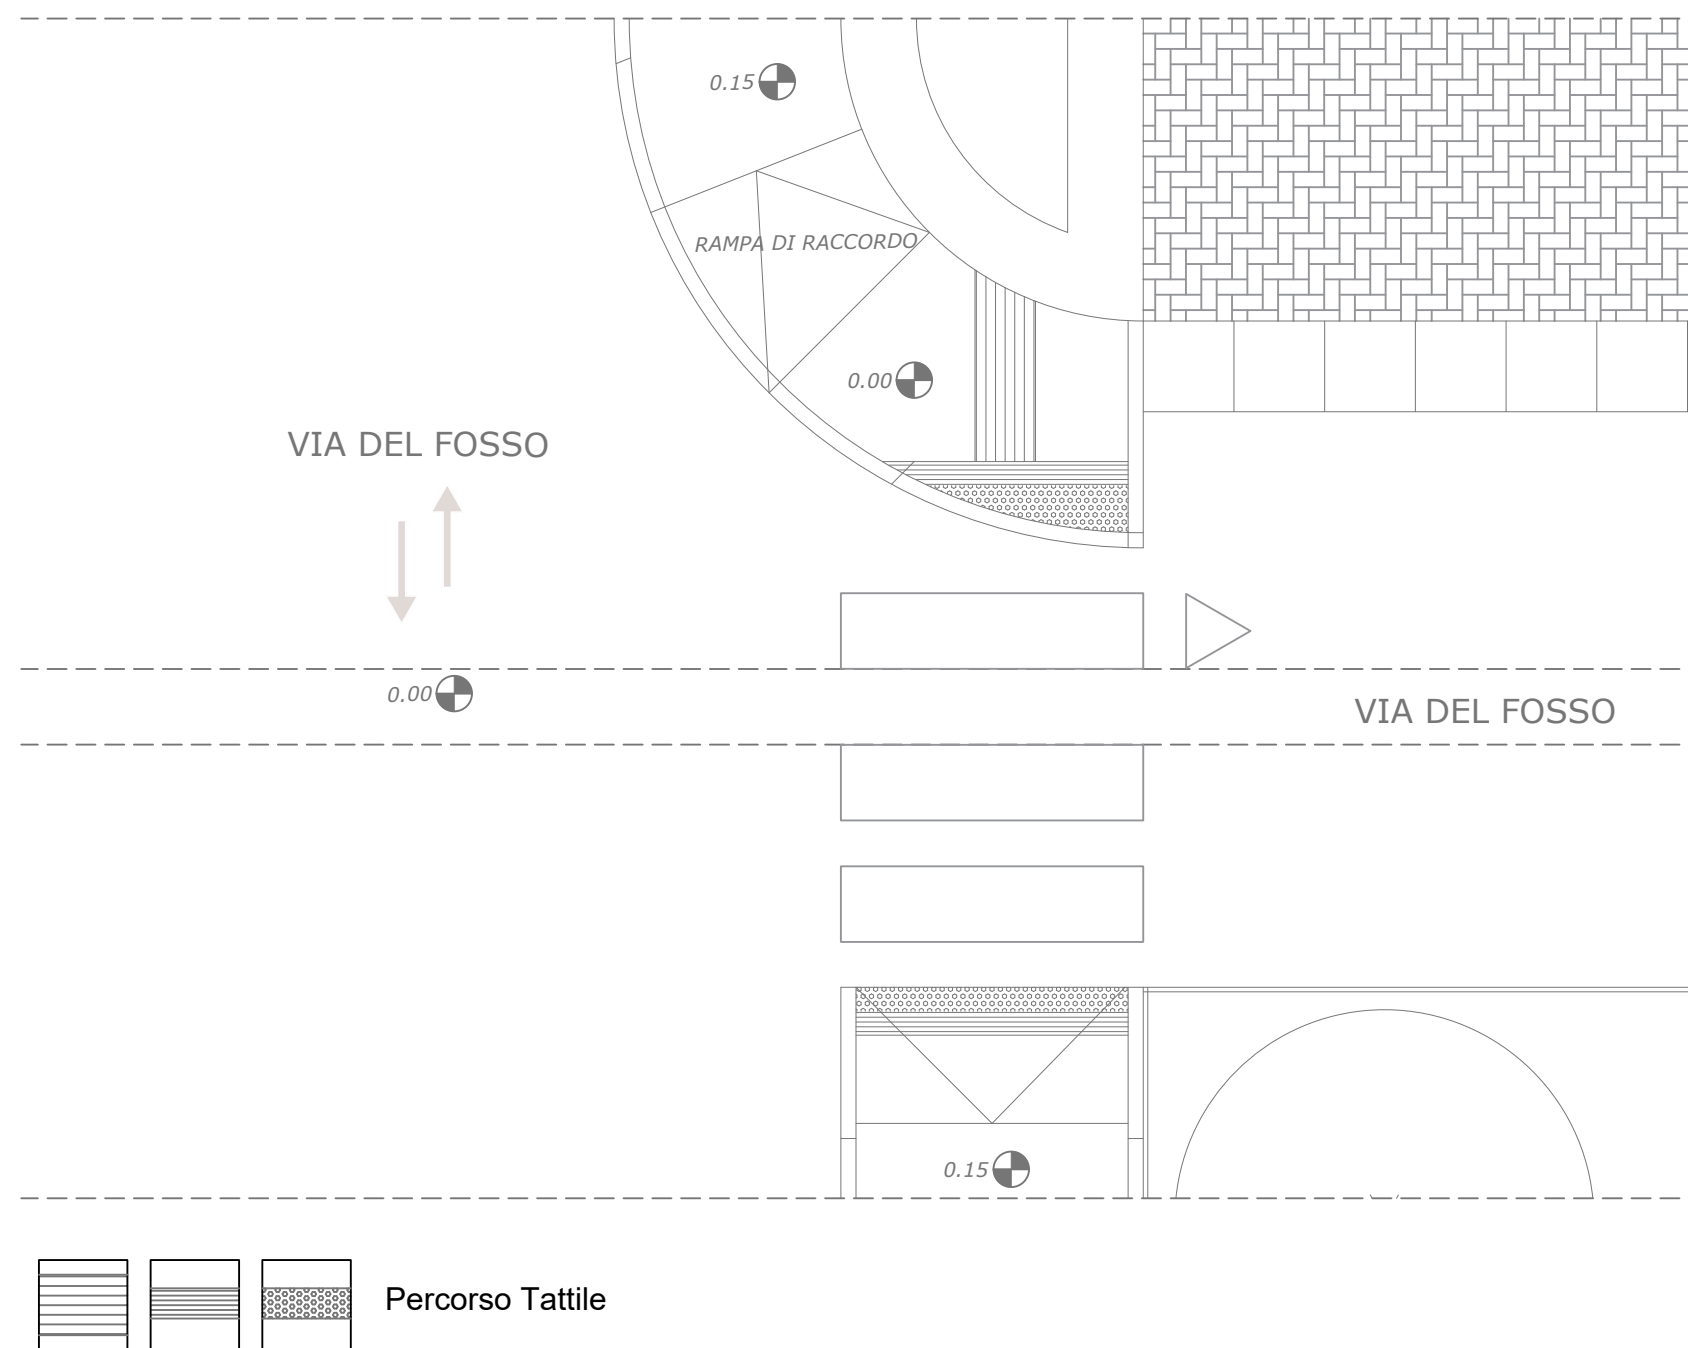 0.15
RAMPA DI RACCORDO
0.00
VIA DEL FOSSO
0.00
VIA DEL FOSSO
0.15
Percorso Tattile